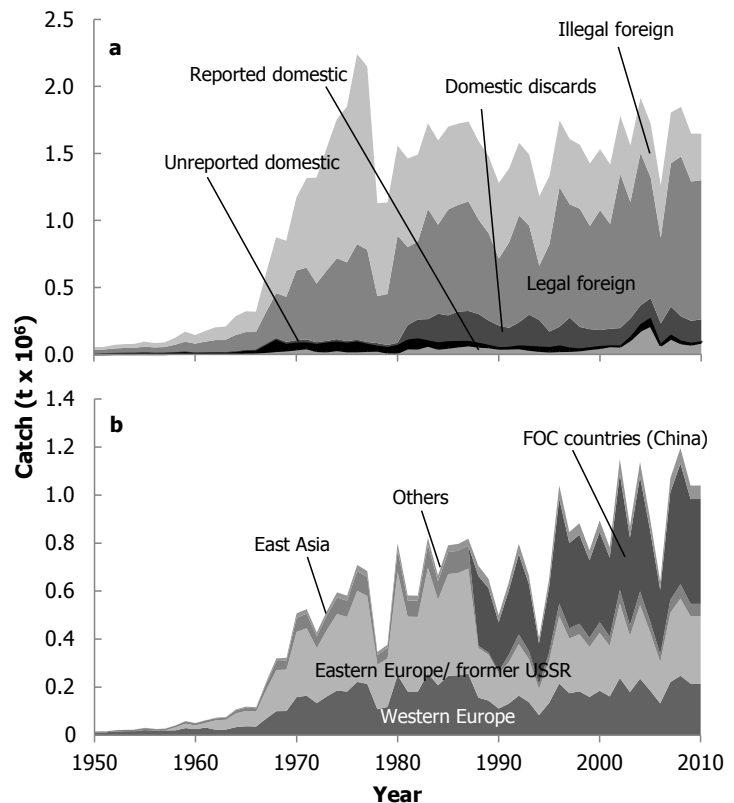 2.5
a
Illegal foreign
2.0
Reported domestic
Domestic discards
1.5
Unreported domestic
1.0
0.5
Legal foreign
0.0
Catch (t x 10⁶)
1.4
b
FOC countries (China)
1.2
1.0
Others
0.8
East Asia
0.6
0.4
Eastern Europe/ frormer USSR
0.2
Western Europe
0
1950 1960 1970 1980 1990 2000 2010
Year